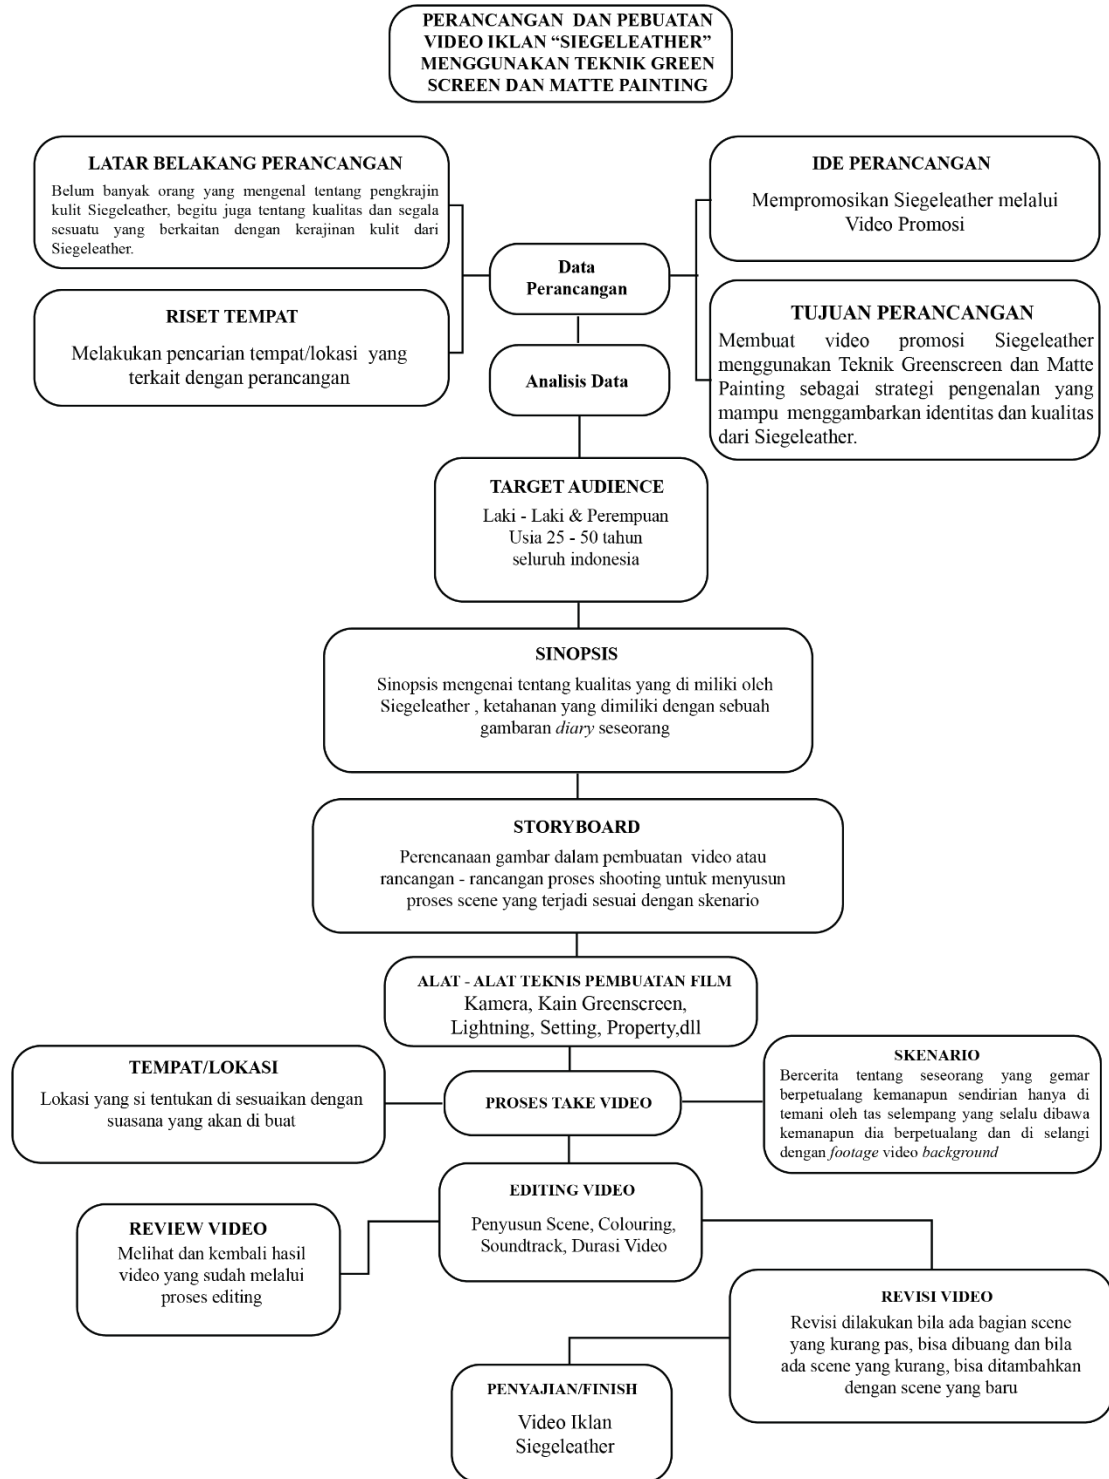 PERANCANGAN DAN PEBUATAN
VIDEO IKLAN “SIEGELEATHER”
MENGGUNAKAN TEKNIK GREEN
SCREEN DAN MATTE PAINTING
LATAR BELAKANG PERANCANGAN
Belum banyak orang yang mengenal tentang pengkrajin
kulit Siegeleather, begitu juga tentang kualitas dan segala
sesuatu yang berkaitan dengan kerajinan kulit dari
Siegeleather.
IDE PERANCANGAN
Mempromosikan Siegeleather melalui
Video Promosi
Data
Perancangan
RISET TEMPAT
Melakukan pencarian tempat/lokasi yang
terkait dengan perancangan
TUJUAN PERANCANGAN
Membuat video promosi Siegeleather
menggunakan Teknik Greenscreen dan Matte
Painting sebagai strategi pengenalan yang
mampu menggambarkan identitas dan kualitas
dari Siegeleather.
Analisis Data
TARGET AUDIENCE
Laki - Laki & Perempuan
Usia 25 - 50 tahun
seluruh indonesia
SINOPSIS
Sinopsis mengenai tentang kualitas yang di miliki oleh
Siegeleather , ketahanan yang dimiliki dengan sebuah
gambaran diary seseorang
STORYBOARD
Perencanaan gambar dalam pembuatan video atau
rancangan - rancangan proses shooting untuk menyusun
proses scene yang terjadi sesuai dengan skenario
ALAT - ALAT TEKNIS PEMBUATAN FILM
Kamera, Kain Greenscreen,
Lightning, Setting, Property,dll
TEMPAT/LOKASI
Lokasi yang si tentukan di sesuaikan dengan
suasana yang akan di buat
PROSES TAKE VIDEO
SKENARIO
Bercerita tentang seseorang yang gemar
berpetualang kemanapun sendirian hanya di
temani oleh tas selempang yang selalu dibawa
kemanapun dia berpetualang dan di selangi
dengan footage video background
EDITING VIDEO
Penyusun Scene, Colouring,
Soundtrack, Durasi Video
REVIEW VIDEO
Melihat dan kembali hasil
video yang sudah melalui
proses editing
REVISI VIDEO
Revisi dilakukan bila ada bagian scene
yang kurang pas, bisa dibuang dan bila
ada scene yang kurang, bisa ditambahkan
dengan scene yang baru
PENYAJIAN/FINISH
Video Iklan
Siegeleather